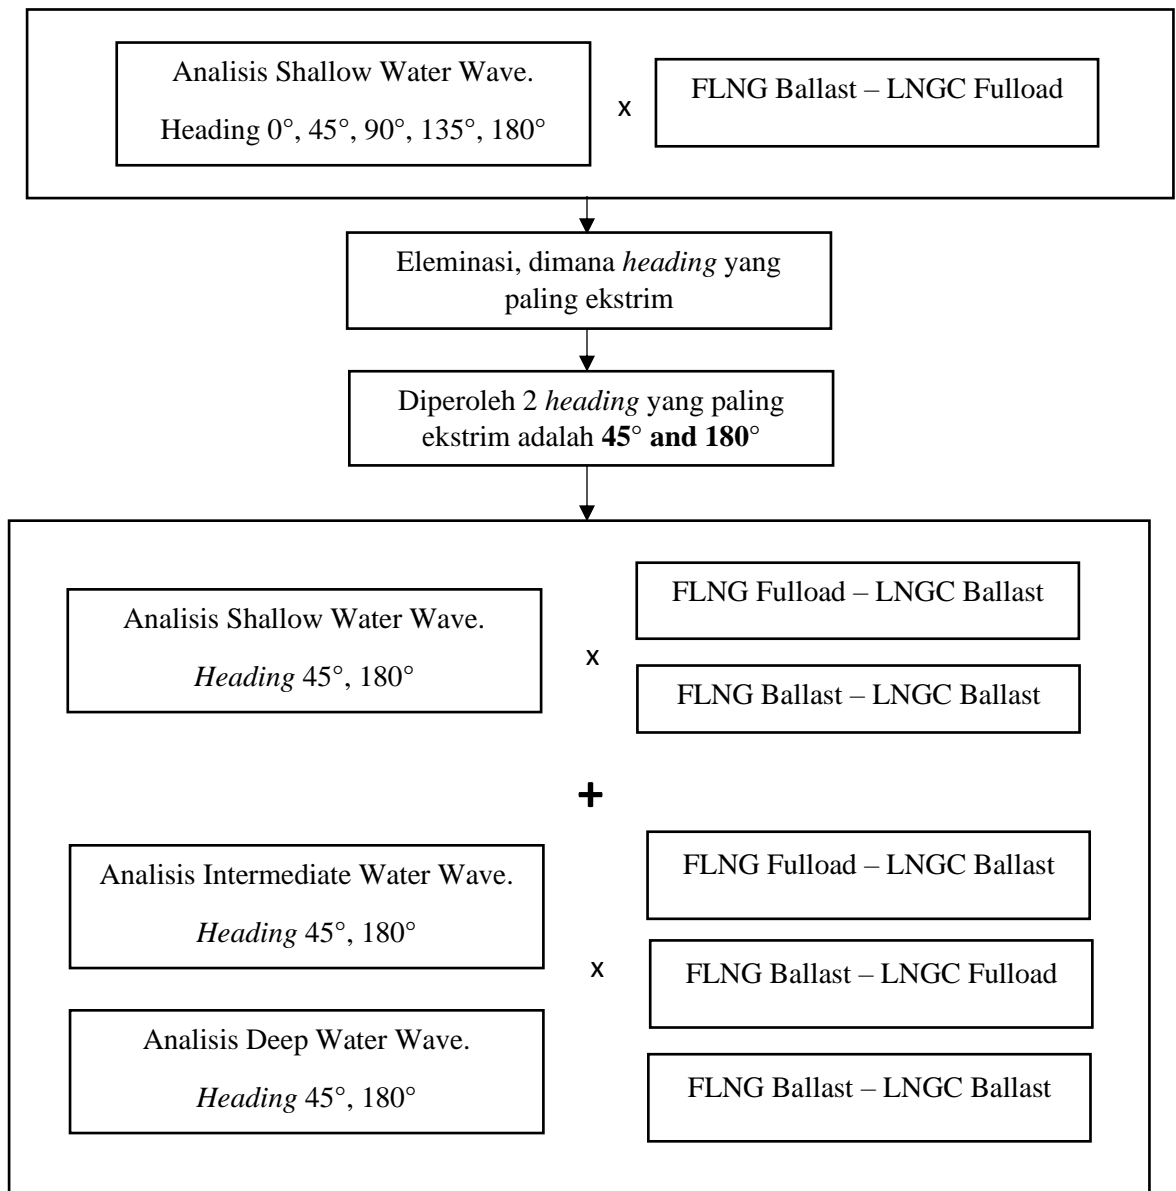 Analisis Shallow Water Wave.
Heading 0°, 45°, 90°, 135°, 180°
x
FLNG Ballast – LNGC Fulload
Eleminasi, dimana heading yang
paling ekstrim
Diperoleh 2 heading yang paling
ekstrim adalah 45° and 180°
Analisis Shallow Water Wave.
Heading 45°, 180°
x
FLNG Fulload – LNGC Ballast
FLNG Ballast – LNGC Ballast
+
Analisis Intermediate Water Wave.
Heading 45°, 180°
Analisis Deep Water Wave.
Heading 45°, 180°
x
FLNG Fulload – LNGC Ballast
FLNG Ballast – LNGC Fulload
FLNG Ballast – LNGC Ballast